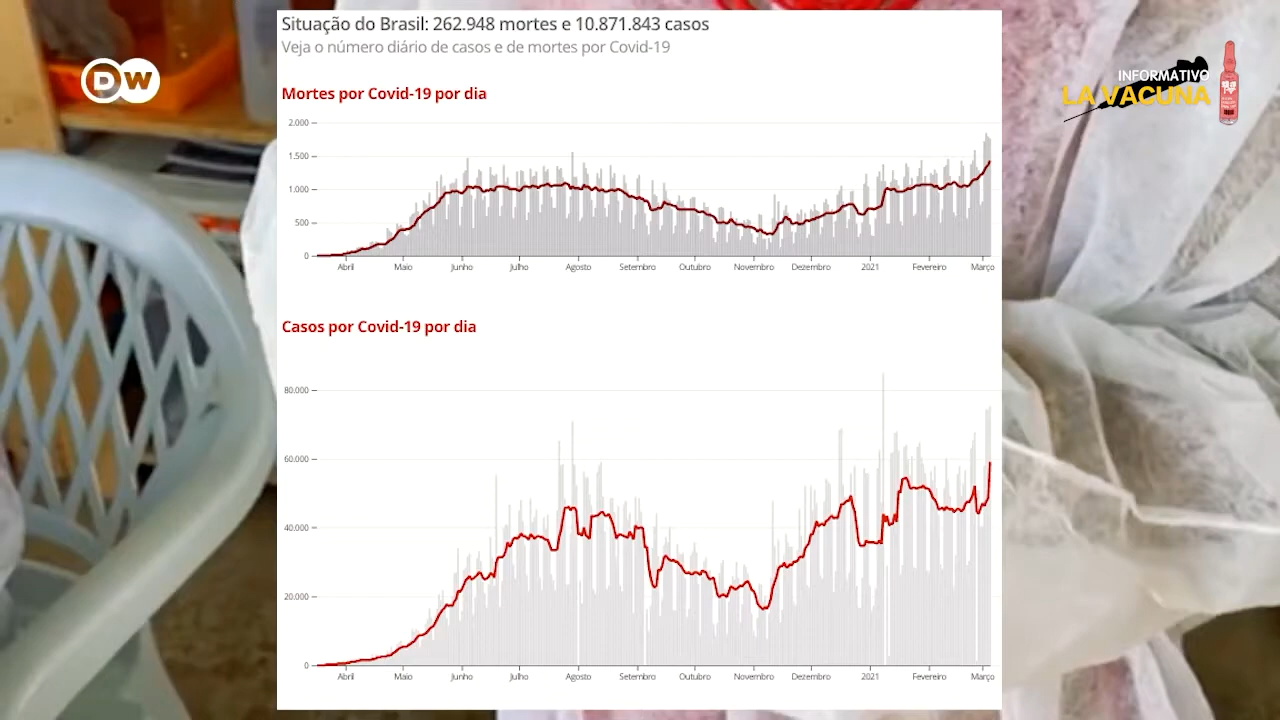 Situação do Brasil: 262.948 mortes e 10.871.843 casos
Veja o número diário de casos e de mortes por Covid-19
DW
INFORMATIVO
LA VACUNA
Mortes por Covid-19 por dia
2.000
1.500
1.000
500
0
Abril Maio Junho Julho Agosto Setembro Outubro Novembro Dezembro 2021 Fevereiro Março
Casos por Covid-19 por dia
80.000
60.000
40.000
20.000
0
Abril Maio Junho Julho Agosto Setembro Outubro Novembro Dezembro 2021 Fevereiro Março